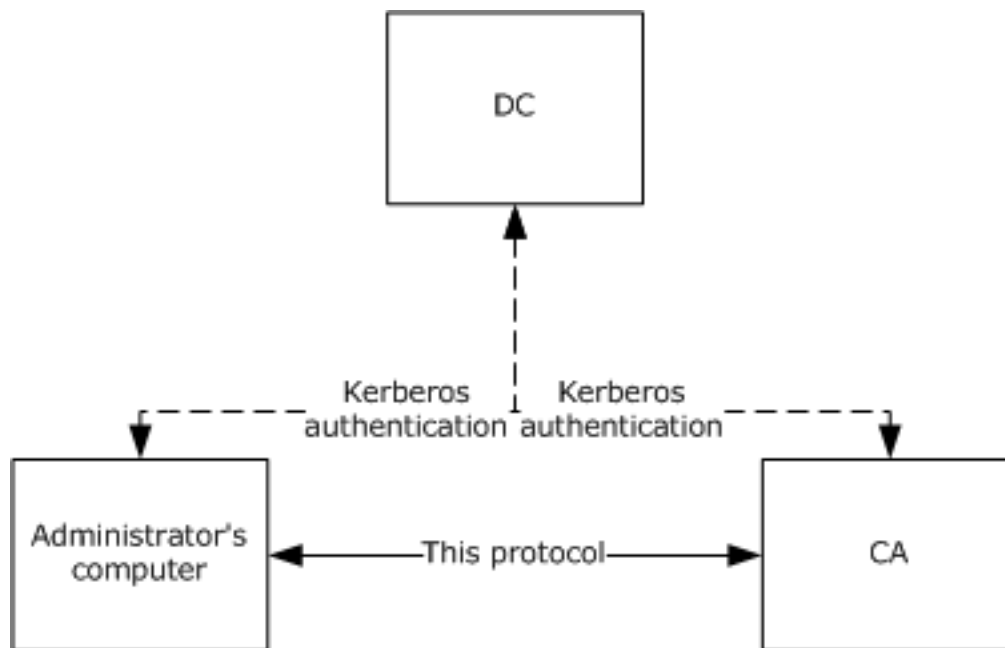 DC
Kerberos
authentication
Kerberos
authentication
Administrator's
computer
This protocol
CA